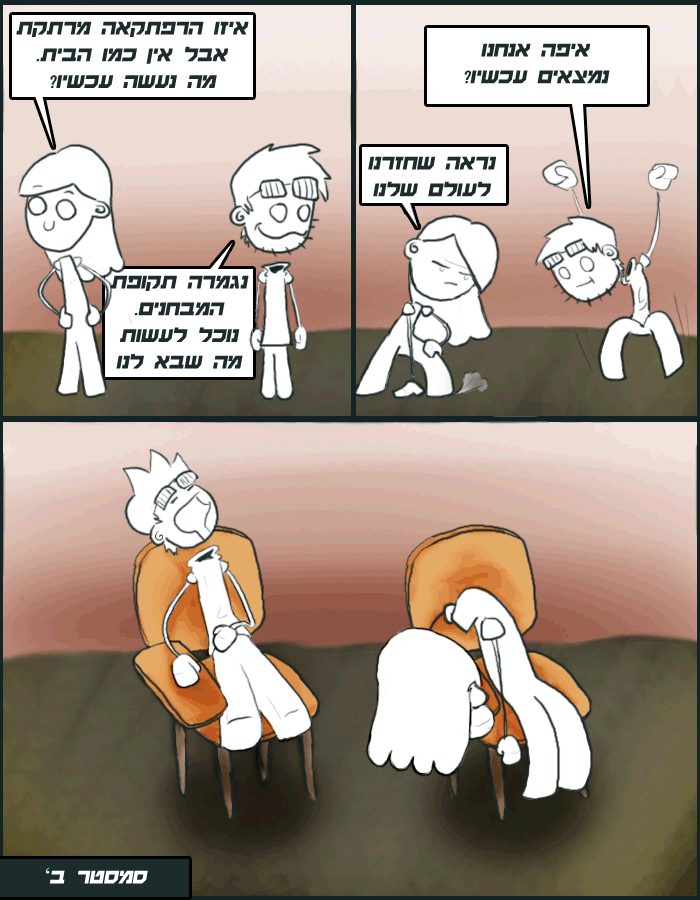 איפה אנחנו
נמצאים עכשיו?
נראה שחזרנו
לעולם שלנו
איזו הרפתקאה מרתקת
אבל אין כמו הבית.
מה נעשה עכשיו?
נגמרה תקופת
המבחנים.
נוכל לעשות
מה שבא לנו
סמסטר ב'